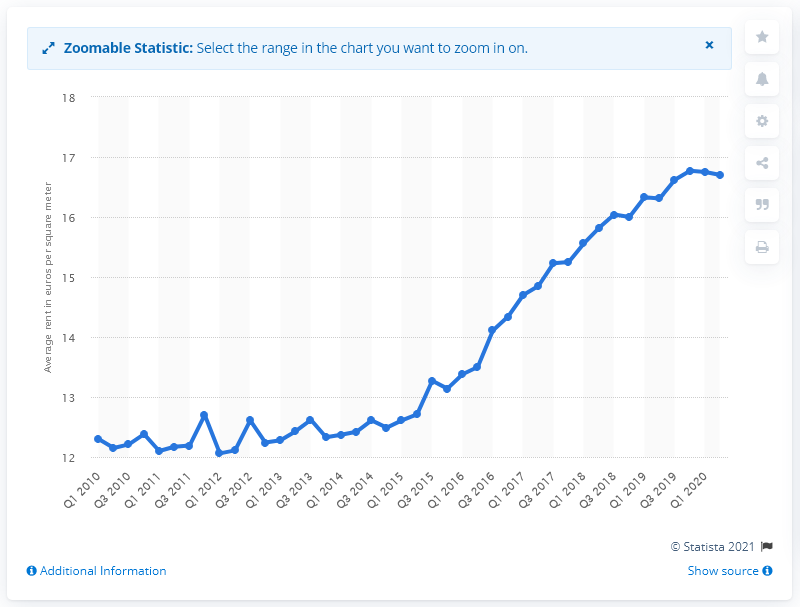 Zoomable Statistic: Select the range in the chart you want to zoom in on.
×
Average rent in euros per square meter
18
17
16
15
14
13
12
Q1 2010
Q3 2010
Q1 2011
Q3 2011
Q1 2012
Q3 2012
Q1 2013
Q3 2013
Q1 2014
Q3 2014
Q1 2015
Q3 2015
Q1 2016
Q3 2016
Q1 2017
Q3 2017
Q1 2018
Q3 2018
Q1 2019
Q3 2019
Q1 2020
© Statista 2021
Additional Information
Show source